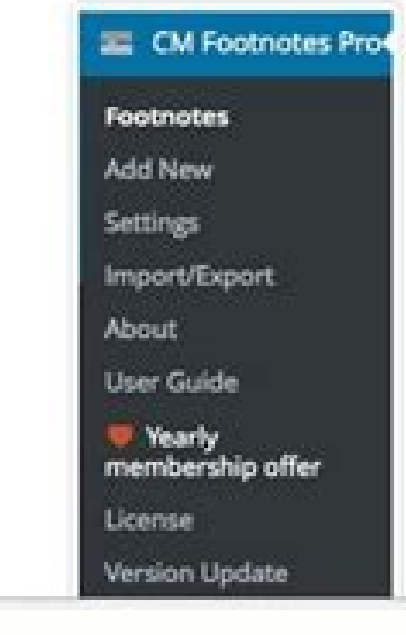 CM Footnotes Pro
Footnotes
Add New
Settings
Import/Export
About
User Guide
Yearly
membership offer
License
Version Update